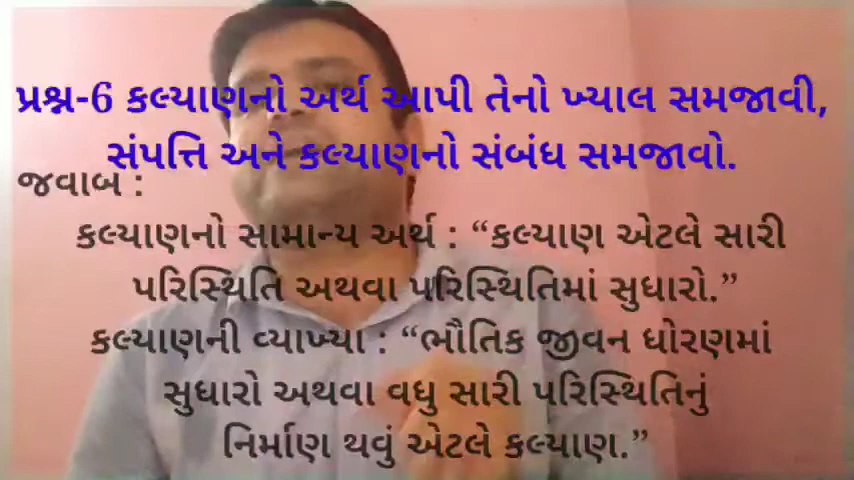 પ્રશ્ન-6 કલ્યાણનો અર્થ આપી તેનો ખ્યાલ સમજાવી,
સંપત્તિ અને કલ્યાણનો સંબંધ સમજાવો.
જવાબ :
કલ્યાણનો સામાન્ય અર્થ : “કલ્યાણ એટલે સારી
પરિસ્થિતિ અથવા પરિસ્થિતિમાં સુધારો.”
કલ્યાણની વ્યાખ્યા : “ભૌતિક જીવન ધોરણમાં
સુધારો અથવા વધુ સારી પરિસ્થિતિનું
નિર્માણ થવું એટલે કલ્યાણ.”